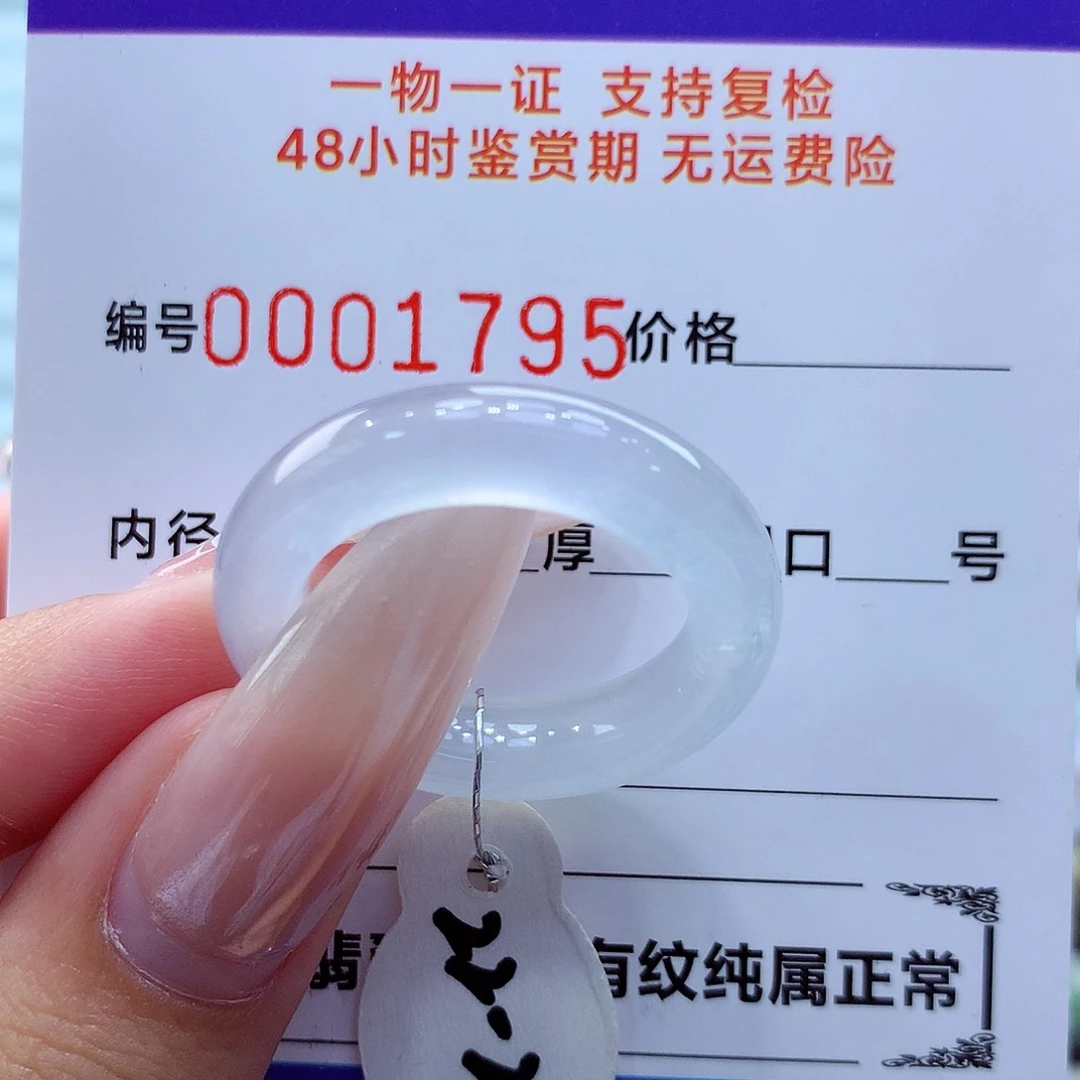 一物一证 支持复检
48小时鉴赏期 无运费险
编号0001795价格
内径 厚 口 号
翡 有纹纯属正常